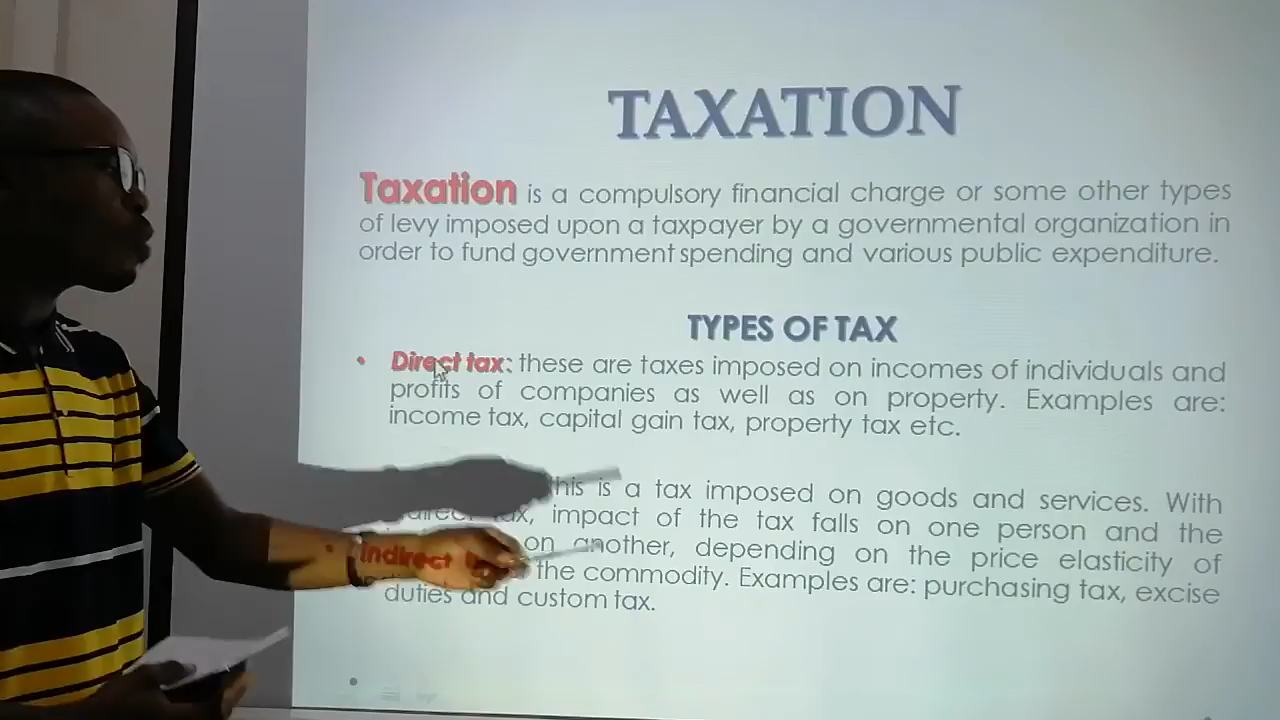 TAXATION
Taxation is a compulsory financial charge or some other types
of levy imposed upon a taxpayer by a governmental organization in
order to fund government spending and various public expenditure.
TYPES OF TAX
• Direct tax: these are taxes imposed on incomes of individuals and
profits of companies as well as on property. Examples are:
income tax, capital gain tax, property tax etc.
Indirect this is a tax imposed on goods and services. With
tax, impact of the tax falls on one person and the
on another, depending on the price elasticity of
the commodity. Examples are: purchasing tax, excise
duties and custom tax.